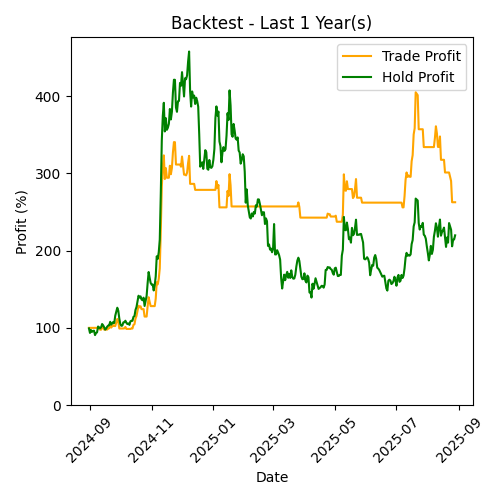 Backtest - Last 1 Year(s)
Trade Profit
Hold Profit
Profit (%)
400
300
200
100
0
2024-09
2024-11
2025-01
2025-03
2025-05
2025-07
2025-09
Date